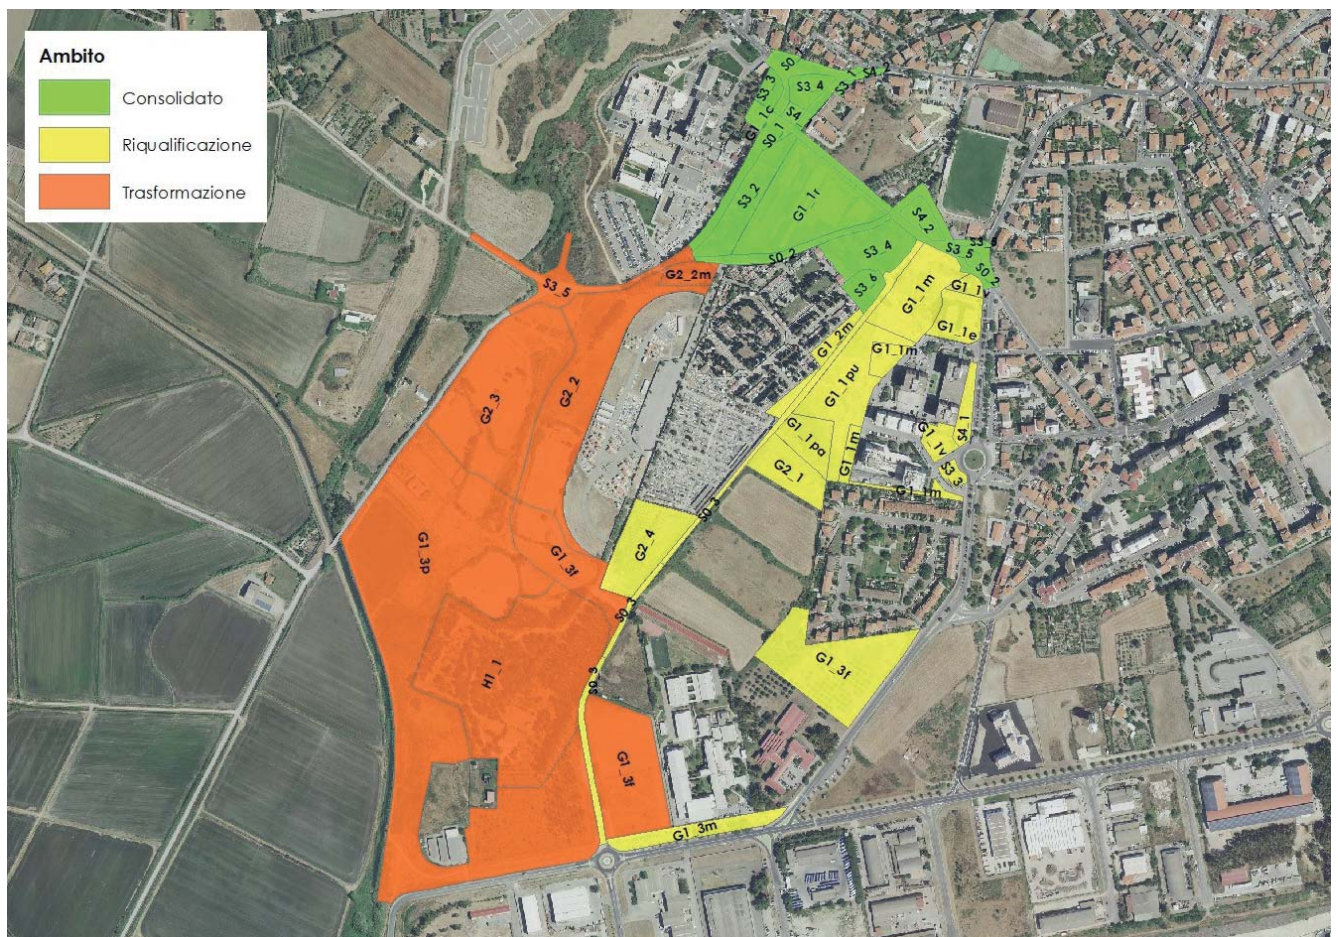 Ambito
Consolidato
Riqualificazione
Trasformazione
S0
S3_3
S3_4
S3_1
S4_2
G1_1c
S4
S0_1
S3_2
G1_1r
S4_2
S3_4
S3_5
S0_2
S0_2
S3_6
G2_2m
S3_5
G1_1m
G1_1v
G1_1e
G1_2m
G1_1m
G2_2
G2_3
G1_1pu
G1_1pa
G1_1m
G2_1
G1_1v
S4_1
S3_3
G1_1m
S0_3
G2_4
G1_3p
G1_3f
S0_3
H1_1
S0_3
G1_3f
G1_3f
G1_3m